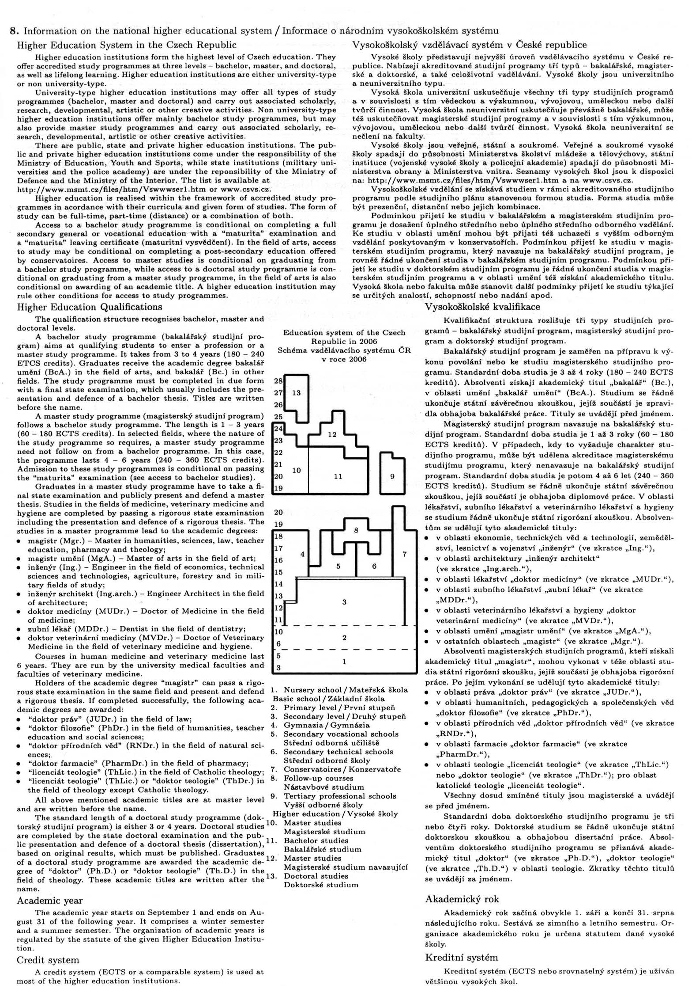 8. Information on the national higher educational system / Informace o národním vysokoškolském systému
Higher Education System in the Czech Republic
Higher education institutions form the highest level of Czech education. They
offer accredited study programmes at three levels – bachelor, master, and doctoral,
as well as lifelong learning. Higher education institutions are either university-type
or non university-type.
University-type higher education institutions may offer all types of study
programmes (bachelor, master and doctoral) and carry out associated scholarly,
research, developmental, artistic or other creative activities. Non university-type
higher education institutions offer mainly bachelor study programmes, but may
also provide master study programmes and carry out associated scholarly, re-
search, developmental, artistic or other creative activities.
There are public, state and private higher education institutions. The pub-
lic and private higher education institutions come under the responsibility of the
Ministry of Education, Youth and Sports, while state institutions (military uni-
versities and the police academy) are under the reponsibility of the Ministry of
Defence and the Ministry of the Interior. The list is available at
http://www.msmt.cz/files/htm/Vswwwser1.htm or www.csvs.cz.
Higher education is realised within the framework of accredited study pro-
grammes in acordance with their curricula and given form of studies. The form of
study can be full-time, part-time (distance) or a combination of both.
Access to a bachelor study programme is conditional on completing a full
secondary general or vocational education with a “maturita” examination and
a “maturita” leaving certificate (maturitní vysvědčení). In the field of arts, access
to study may be conditional on completing a post-secondary education offered
by conservatoires. Access to master studies is conditional on graduating from
a bachelor study programme, while access to a doctoral study programme is con-
ditional on graduating from a master study programme, in the field of arts is also
conditional on awarding of an academic title. A higher education institution may
rule other conditions for access to study programmes.
Vysokoškolský vzdělávací systém v České republice
Vysoké školy představují nejvyšší úroveň vzdělávacího systému v České re-
publice. Nabízejí akreditované studijní programy tří typů – bakalářské, magister-
ské a doktorské, a také celoživotní vzdělávání. Vysoké školy jsou univerzitního
a neuniverzitního typu.
Vysoká škola univerzitní uskutečňuje všechny tři typy studijních programů
a v souvislosti s tím vědeckou a výzkumnou, vývojovou, uměleckou nebo další
tvůrčí činnost. Vysoká škola neuniverzitní uskutečňuje převážně bakalářské, může
též uskutečňovat magisterské studijní programy a v souvislosti s tím výzkumnou,
vývojovou, uměleckou nebo další tvůrčí činnost. Vysoká škola neuniverzitní se
nečlení na fakulty.
Vysoké školy jsou veřejné, státní a soukromé. Veřejné a soukromé vysoké
školy spadají do působnosti Ministerstva školství mládeže a tělovýchovy, státní
instituce (vojenské vysoké školy a policejní akademie) spadají do působnosti Mi-
nisterstva obrany a Ministerstva vnitra. Seznamy vysokých škol jsou k dispozici
na: http://www.msmt.cz/files/htm/Vswwwser1.htm a na www.csvs.cz.
Vysokoškolské vzdělání se získává studiem v rámci akreditovaného studijního
programu podle studijního plánu stanovenou formou studia. Forma studia může
být prezenční, distanční nebo jejich kombinace.
Podmínkou přijetí ke studiu v bakalářském a magisterském studijním pro-
gramu je dosažení úplného středního nebo úplného středního odborného vzdělání.
Ke studiu v oblasti umění mohou být přijati též uchazeči s vyšším odborným
vzdělání poskytovaným v konzervatořích. Podmínkou přijetí ke studiu v magis-
terském studijním programu, který navazuje na bakalářský studijní program, je
rovněž řádné ukončení studia v bakalářském studijním programu. Podmínkou při-
jetí ke studiu v doktorském studijním programu je řádné ukončení studia v magis-
terském studijním programu a v oblasti umění též získání akademického titulu.
Vysoká škola nebo fakulta může stanovit další podmínky přijetí ke studiu týkající
se určitých znalostí, schopností nebo nadání apod.
Higher Education Qualifications
The qualification structure recognises bachelor, master and
doctoral levels.
A bachelor study programme (bakalářský studijní pro-
gram) aims at qualifying students to enter a profession or a
master study programme. It takes from 3 to 4 years (180 – 240
ETCS credits). Graduates receive the academic degree bakalář
umění (BcA.) in the field of arts, and bakalář (Bc.) in other
fields. The study programme must be completed in due form
with a final state examination, which usually includes the pre-
sentation and defence of a bachelor thesis. Titles are written
before the name.
A master study programme (magisterský studijní program)
follows a bachelor study programme. The length is 1 – 3 years
(60 – 180 ECTS credits). In selected fields, where the nature of
the study programme so requires, a master study programme
need not follow on from a bachelor programme. In this case,
the programme lasts 4 – 6 years (240 – 360 ECTS credits).
Admission to these study programmes is conditional on passing
the “maturita” examination (see access to bachelor studies).
Graduates in a master study programme have to take a fi-
nal state examination and publicly present and defend a master
thesis. Studies in the fields of medicine, veterinary medicine and
hygiene are completed by passing a rigorous state examination
including the presentation and defence of a rigorous thesis. The
studies in a master programme lead to the academic degrees:
• magistr (Mgr.) – Master in humanities, sciences, law, teacher
education, pharmacy and theology;
• magistr umění (MgA.) – Master of arts in the field of art;
• inženýr (Ing.) – Engineer in the field of economics, technical
sciences and technologies, agriculture, forestry and in mili-
tary fields of study;
• inženýr architekt (Ing.arch.) – Engineer Architect in the field
of architecture;
• doktor medicíny (MUDr.) – Doctor of Medicine in the field
of medicine;
• zubní lékař (MDDr.) – Dentist in the field of dentistry;
• doktor veterinární medicíny (MVDr.) – Doctor of Veterinary
Medicine in the field of veterinary medicine and hygiene.
Courses in human medicine and veterinary medicine last
6 years. They are run by the university medical faculties and
faculties of veterinary medicine.
Holders of the academic degree “magistr” can pass a rigo-
rous state examination in the same field and present and defend
a rigorous thesis. If completed successfully, the following aca-
demic degrees are awarded:
• “doktor práv” (JUDr.) in the field of law;
• “doktor filozofie” (PhDr.) in the field of humanities, teacher
education and social sciences;
• “doktor přírodních věd” (RNDr.) in the field of natural sci-
ences;
• “doktor farmacie” (PharmDr.) in the field of pharmacy;
• “licenciát teologie” (ThLic.) in the field of Catholic theology;
• “licenciát teologie” (ThLic.) or “doktor teologie” (ThDr.) in
the field of theology except Catholic theology.
All above mentioned academic titles are at master level
and are written before the name.
The standard length of a doctoral study programme (dok-
torský studijní program) is either 3 or 4 years. Doctoral studies
are completed by the state doctoral examination and the pub-
lic presentation and defence of a doctoral thesis (dissertation),
based on original results, which must be published. Graduates
of a doctoral study programme are awarded the academic de-
gree of “doktor” (Ph.D.) or “doktor teologie” (Th.D.) in the
field of theology. These academic titles are written after the
name.
Academic year
The academic year starts on September 1 and ends on Au-
gust 31 of the following year. It comprises a winter semester
and a summer semester. The organization of academic years is
regulated by the statute of the given Higher Education Institu-
tion.
Credit system
A credit system (ECTS or a comparable system) is used at
most of the higher education institutions.
Education system of the Czech
Republic in 2006
Schéma vzdělávacího systému ČR
v roce 2006
28
27 13
26
25
24 12
23
22
21
20 10 11 9
19
20
19
18 8
17 4 7
16 5 6
15
14
13 3
12
11
10 2
6
5 1
3
1. Nursery school / Mateřská škola
Basic school / Základní škola
2. Primary level / První stupeň
3. Secondary level / Druhý stupeň
4. Gymnazia / Gymnázia
5. Secondary vocational schools
Střední odborná učiliště
6. Secondary technical schools
Střední odborné školy
7. Conservatoires / Konzervatoře
8. Follow-up courses
Nástavbové studium
9. Tertiary professional schools
Vyšší odborné školy
Higher education / Vysoké školy
10. Master studies
Magisterské studium
11. Bachelor studies
Bakalářské studium
12. Master studies
Magisterské studium navazující
13. Doctoral studies
Doktorské studium
Vysokoškolské kvalifikace
Kvalifikační struktura rozlišuje tři typy studijních pro-
gramů – bakalářský studijní program, magisterský studijní pro-
gram a doktorský studijní program.
Bakalářský studijní program je zaměřen na přípravu k vý-
konu povolání nebo ke studiu magisterského studijního pro-
gramu. Standardní doba studia je 3 až 4 roky (180 – 240 ECTS
kreditů). Absolventi získají akademický titul „bakalář“ (Bc.),
v oblasti umění „bakalář umění“ (BcA.). Studium se řádně
ukončuje státní závěrečnou zkouškou, jejíž součástí je zpravi-
dla obhajoba bakalářské práce. Tituly se uvádějí před jménem.
Magisterský studijní program navazuje na bakalářský stu-
dijní program. Standardní doba studia je 1 až 3 roky (60 – 180
ECTS kreditů). V případech, kdy to vyžaduje charakter stu-
dijního programu, může být udělena akreditace magisterskému
studijímu programu, který nenavazuje na bakalářský studijní
program. Standardní doba studia je potom 4 až 6 let (240 – 360
ECTS kreditů). Studium se řádně ukončuje státní závěrečnou
zkouškou, jejíž součástí je obhajoba diplomové práce. V oblasti
lékařství, zubního lékařství a veterinárního lékařství a hygieny
se studium řádně ukončuje státní rigorózní zkouškou. Absolven-
tům se udělují tyto akademické tituly:
• v oblasti ekonomie, technických věd a technologií, zeměděl-
ství, lesnictví a vojenství „inženýr“ (ve zkratce „Ing.“),
• v oblasti architektury „inženýr architekt“
(ve zkratce „Ing.arch.“),
• v oblasti lékařství „doktor medicíny“ (ve zkratce „MUDr.“),
• v oblasti zubního lékařství „zubní lékař“ (ve zkratce
„MDDr.“),
• v oblasti veterinárního lékařství a hygieny „doktor
veterinární medicíny“ (ve zkratce „MVDr.“),
• v oblasti umění „magistr umění“ (ve zkratce „MgA.“),
• v ostatních oblastech „magistr“ (ve zkratce „Mgr.“).
Absolventi magisterských studijních programů, kteří získali
akademický titul „magistr“, mohou vykonat v téže oblasti stu-
dia státní rigorózní zkoušku, jejíž součástí je obhajoba rigorózní
práce. Po jejím vykonání se udělují tyto akademické tituly:
• v oblasti práva „doktor práv“ (ve zkratce „JUDr.“),
• v oblasti humanitních, pedagogických a společenských věd
„doktor filozofie“ (ve zkratce „PhDr.“),
• v oblasti přírodních věd „doktor přírodních věd“ (ve zkratce
„RNDr.“),
• v oblasti farmacie „doktor farmacie“ (ve zkratce
„PharmDr.“),
• v oblasti teologie „licenciát teologie“ (ve zkratce „ThLic.“)
nebo „doktor teologie“ (ve zkratce „ThDr.“); pro oblast
katolické teologie „licenciát teologie“.
Všechny dosud zmíněné tituly jsou magisterské a uvádějí
se před jménem.
Standardní doba doktorského studijního programu je tři
nebo čtyři roky. Doktorské studium se řádně ukončuje státní
doktorskou zkouškou a obhajobou disertační práce. Absol-
ventům doktorského studijního programu se přiznává akade-
mický titul „doktor“ (ve zkratce „Ph.D.“), „doktor teologie“
(ve zkratce „Th.D.“) v oblasti teologie. Zkratky těchto titulů
se uvádějí za jménem.
Akademický rok
Akademický rok začíná obvykle 1. září a končí 31. srpna
následujícího roku. Sestává ze zimního a letního semestru. Or-
ganizace akademického roku je určena statutem dané vysoké
školy.
Kreditní systém
Kreditní systém (ECTS nebo srovnatelný systém) je užíván
většinou vysokých škol.